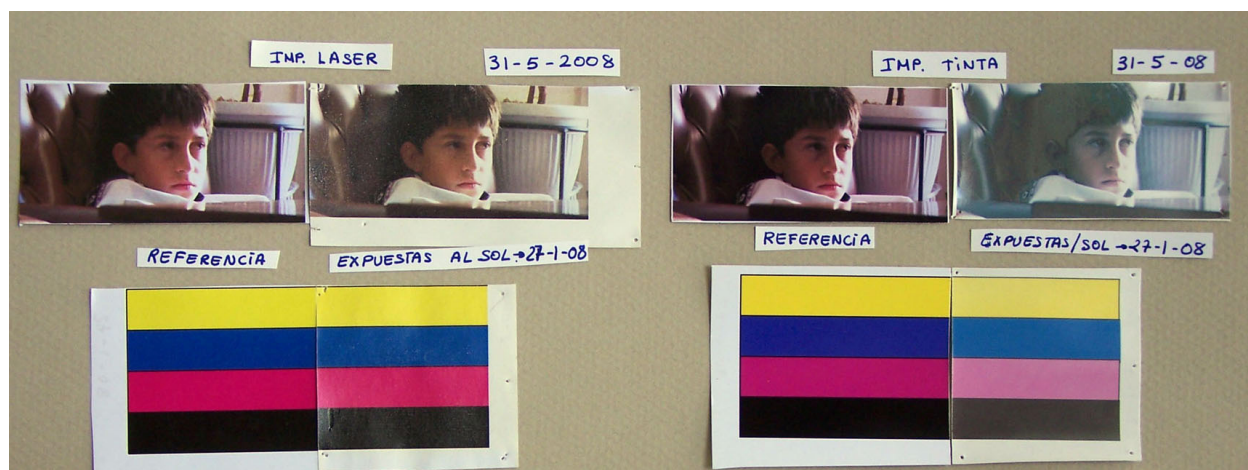 IMP. LASER
31-5-2008
IMP. TINTA
31-5-08
REFERENCIA
EXPUESTAS AL SOL→27-1-08
REFERENCIA
EXPUESTAS/SOL→27-1-08